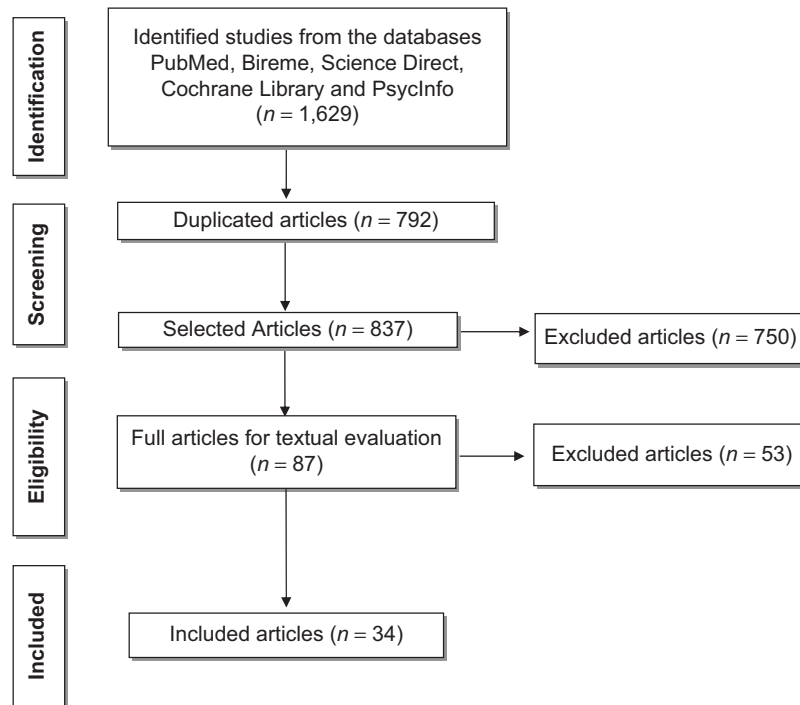 Identification
Identified studies from the databases
PubMed, Bireme, Science Direct,
Cochrane Library and PsycInfo
(n = 1,629)
Screening
Duplicated articles (n = 792)
Selected Articles (n = 837)
Excluded articles (n = 750)
Eligibility
Full articles for textual evaluation
(n = 87)
Excluded articles (n = 53)
Included
Included articles (n = 34)